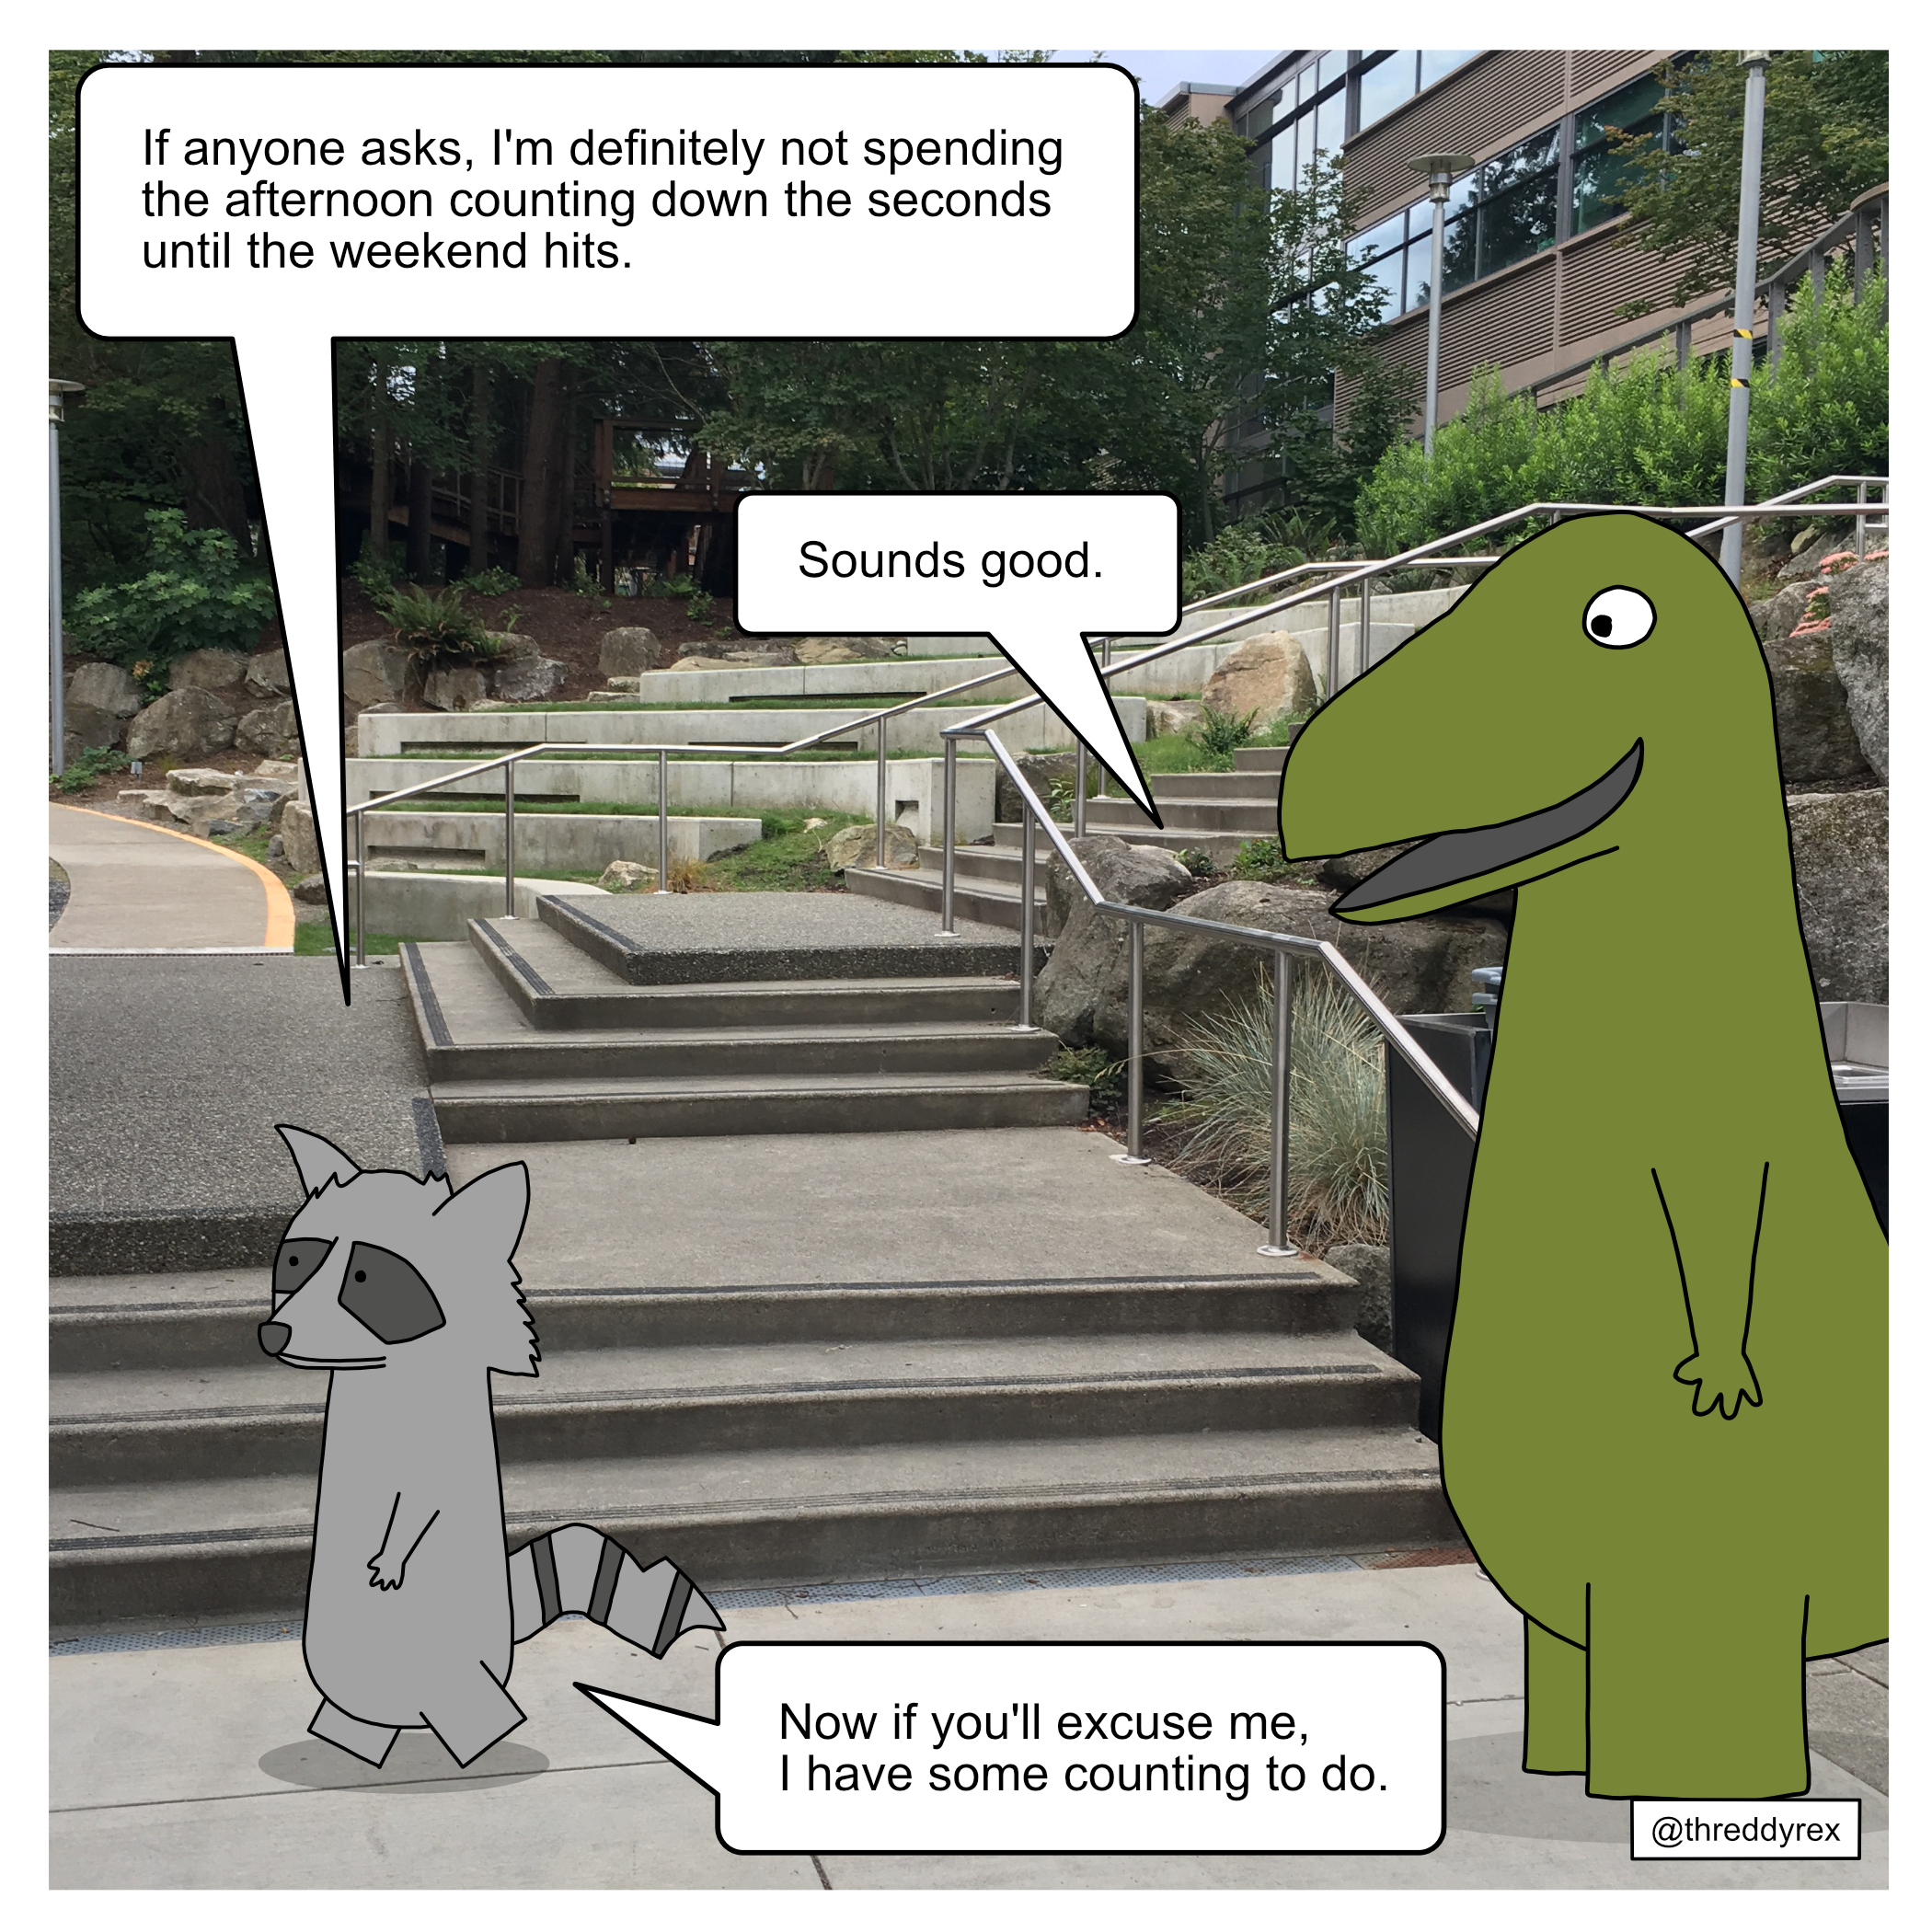 If anyone asks, I'm definitely not spending
the afternoon counting down the seconds
until the weekend hits.
Sounds good.
Now if you'll excuse me,
I have some counting to do.
@threddyrex